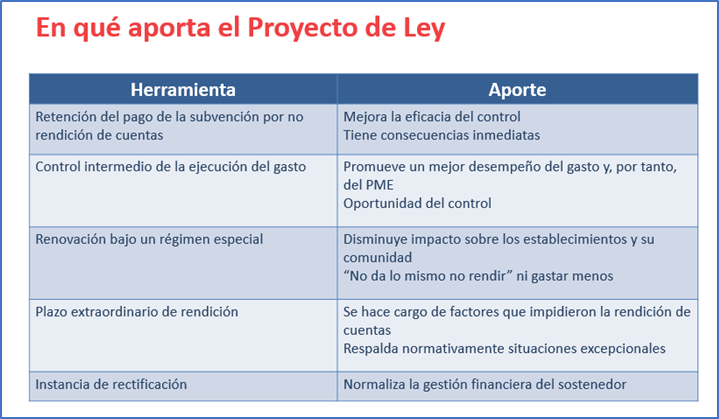 En qué aporta el Proyecto de Ley
Herramienta
Aporte
Retención del pago de la subvención por no
rendición de cuentas
Mejora la eficacia del control
Tiene consecuencias inmediatas
Control intermedio de la ejecución del gasto
Promueve un mejor desempeño del gasto y, por tanto,
del PME
Oportunidad del control
Renovación bajo un régimen especial
Disminuye impacto sobre los establecimientos y su
comunidad
“No da lo mismo no rendir” ni gastar menos
Plazo extraordinario de rendición
Se hace cargo de factores que impidieron la rendición de
cuentas
Respalda normativamente situaciones excepcionales
Instancia de rectificación
Normaliza la gestión financiera del sostenedor